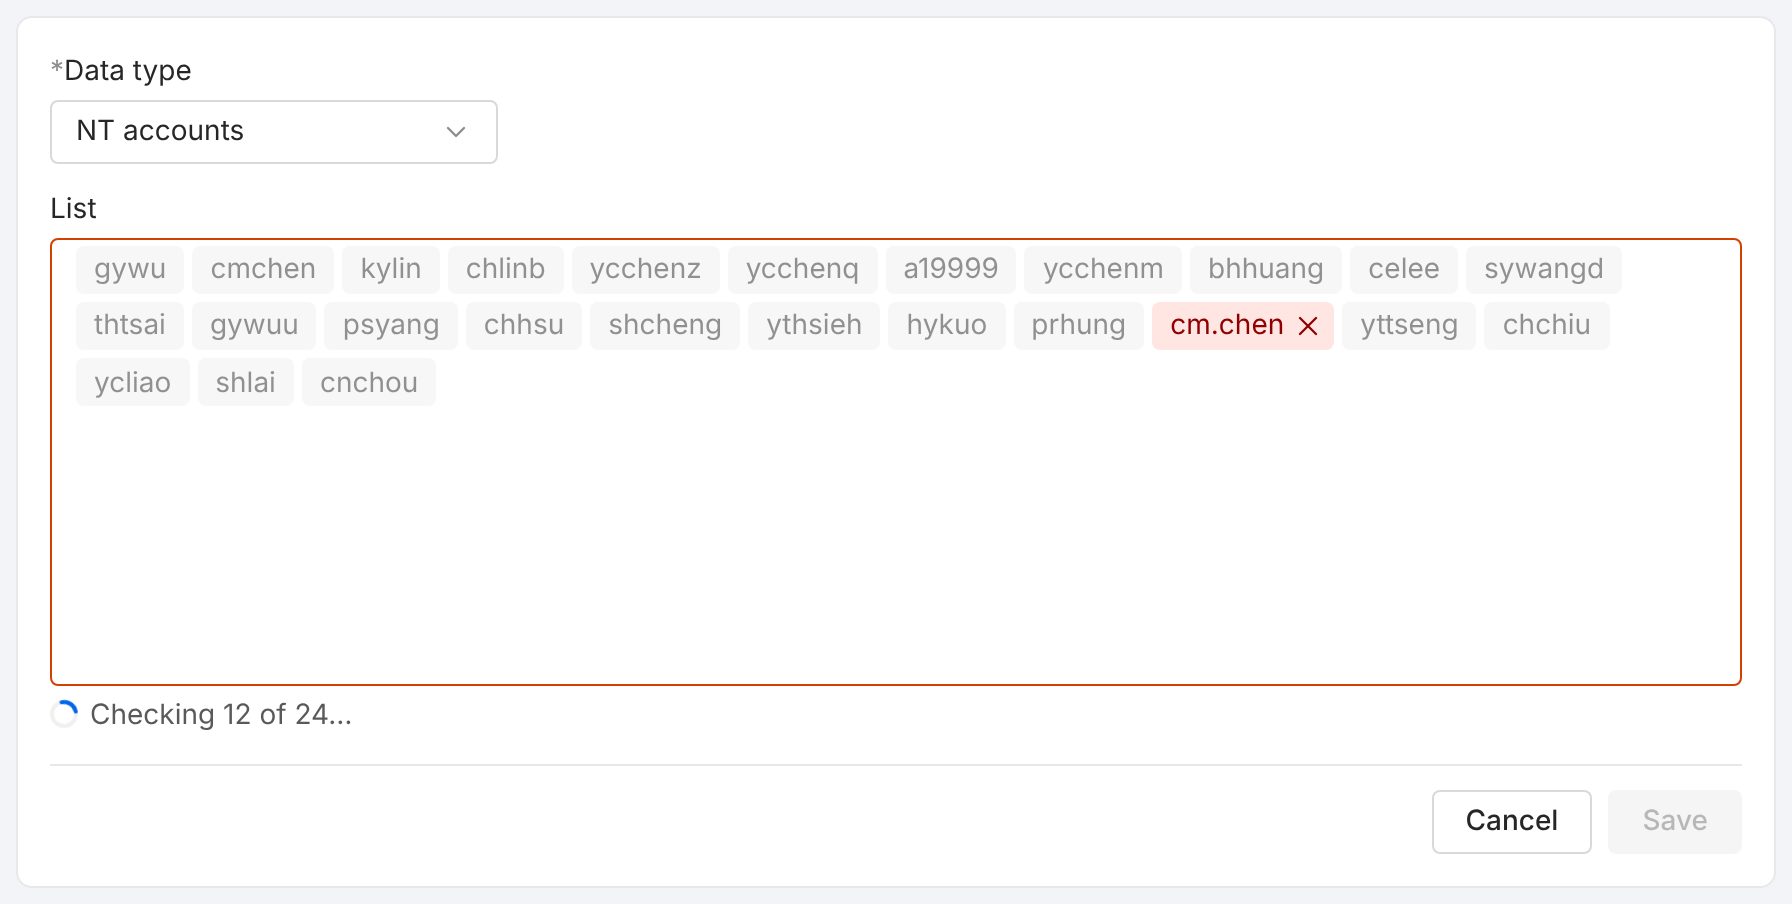 *Data type
NT accounts
List
gywu cmchen kylin chlinb ycchenz ycchenq a19999 ycchenm bhhuang celee sywangd
thtsai gywuu psyang chhsu shcheng ythsieh hykuo prhung cm.chen yttseng chchiu
ycliao shlai cnchou
Checking 12 of 24...
Cancel Save